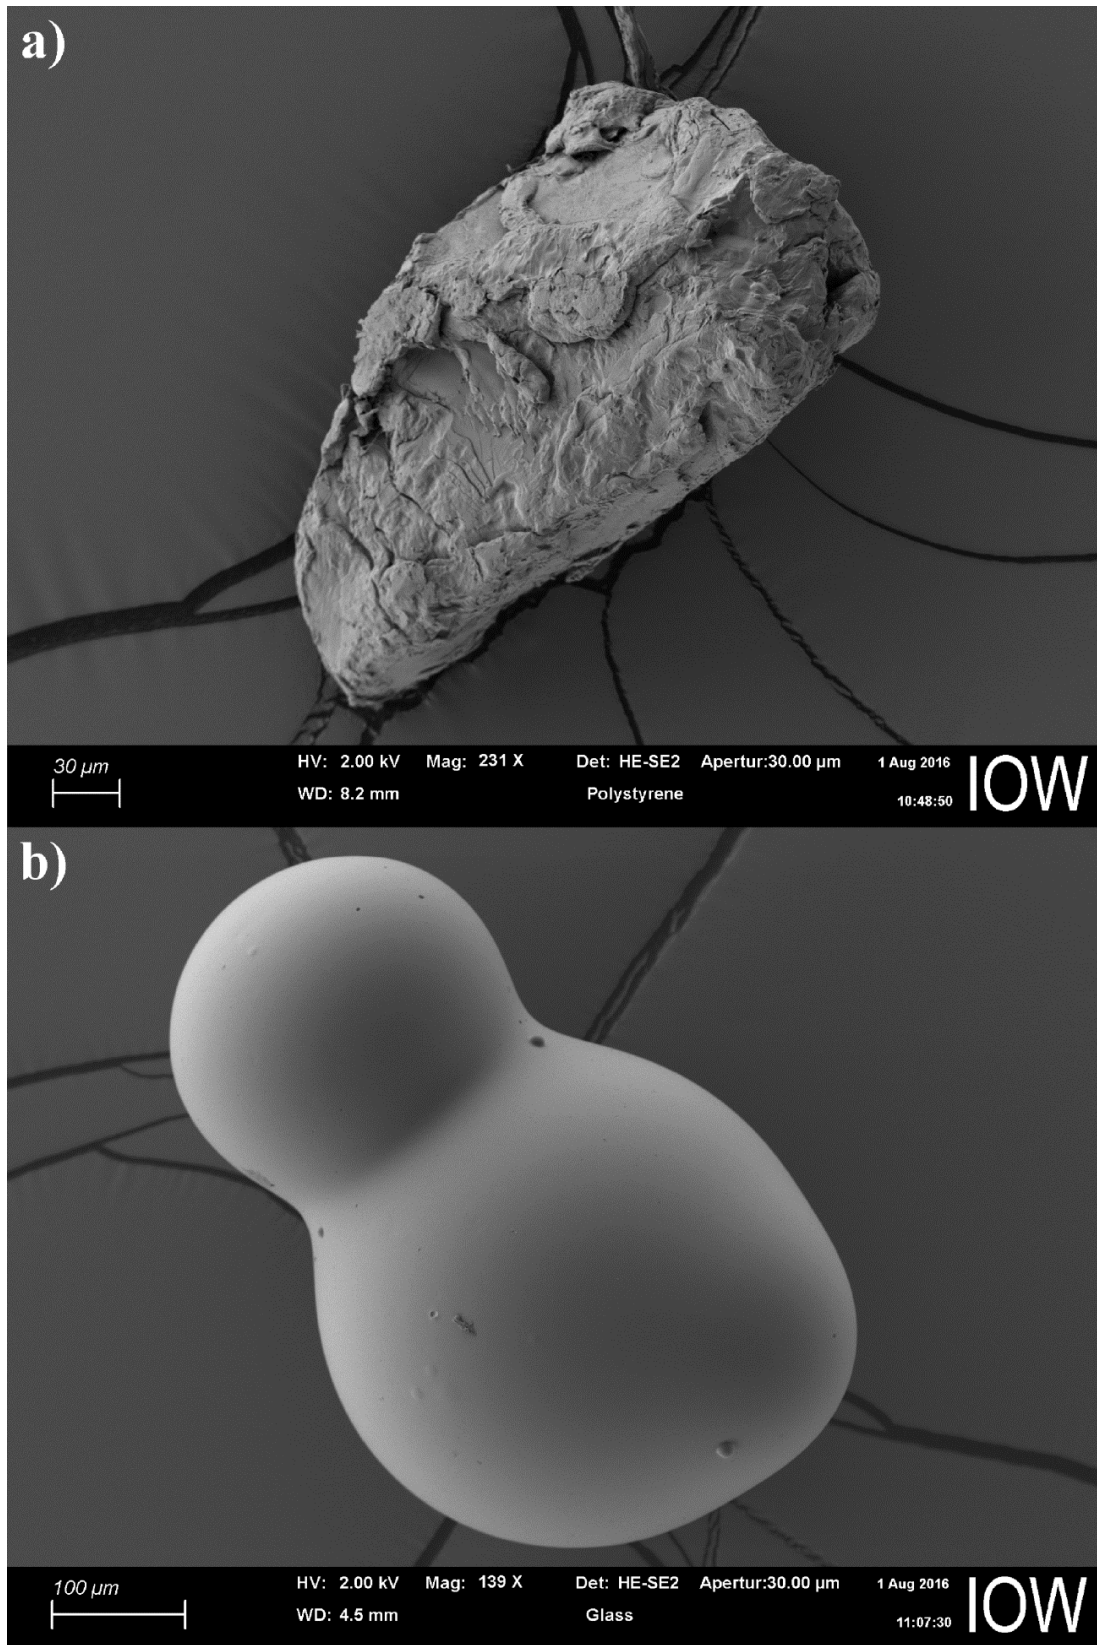 a)
30 µm
HV: 2.00 kV Mag: 231 X Det: HE-SE2 Apertur:30.00 µm 1 Aug 2016
WD: 8.2 mm Polystyrene 10:48:50
IOW
b)
100 µm
HV: 2.00 kV Mag: 139 X Det: HE-SE2 Apertur:30.00 µm 1 Aug 2016
WD: 4.5 mm Glass 11:07:30
IOW